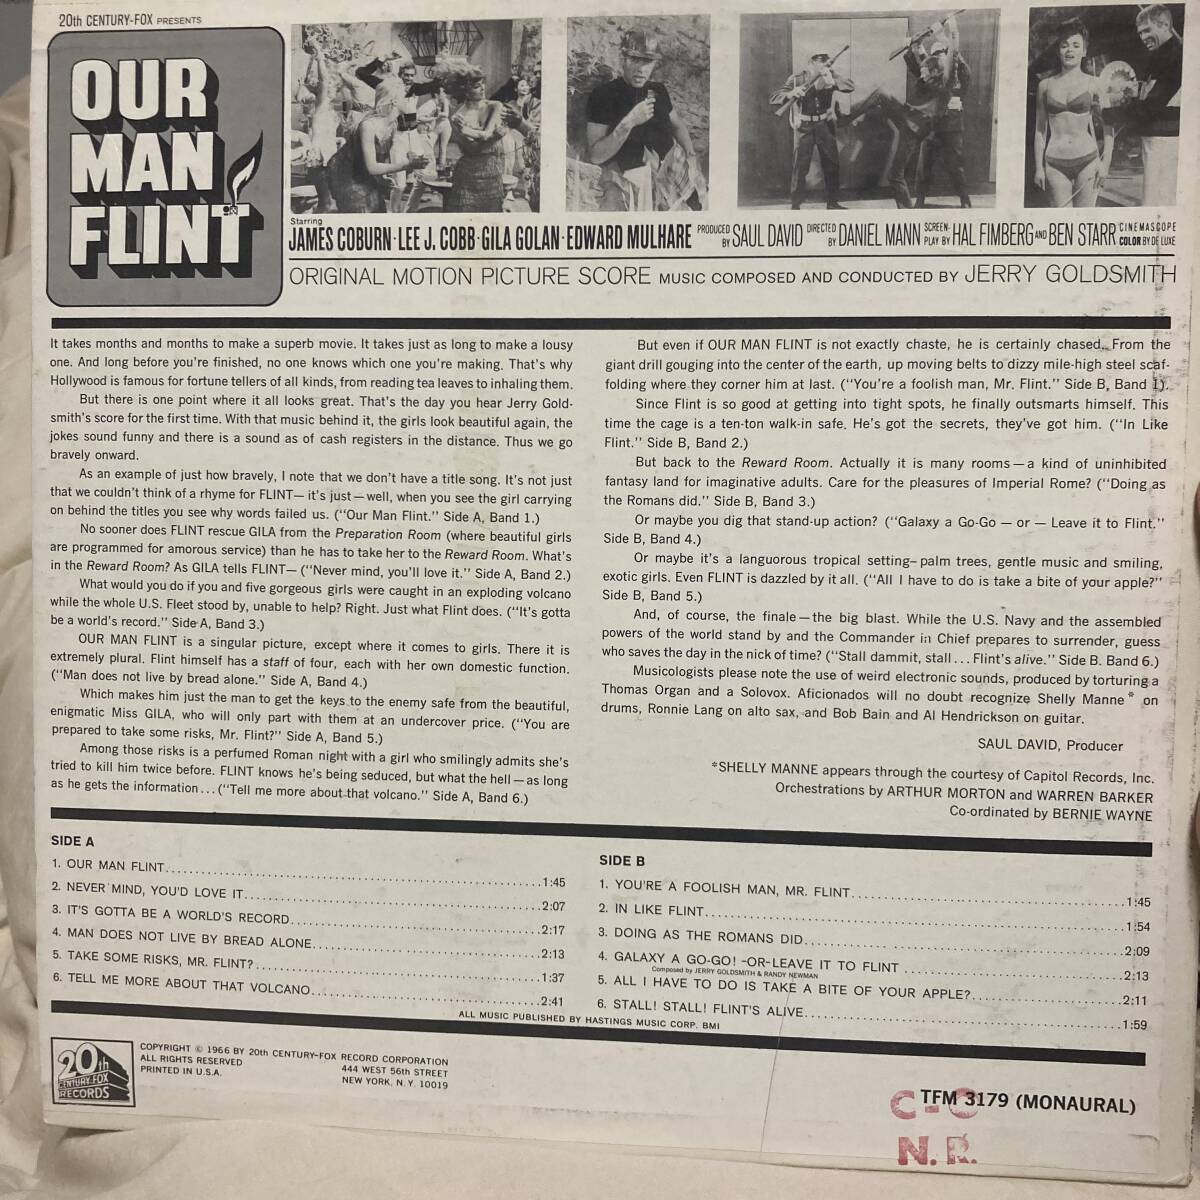 20th CENTURY-FOX PRESENTS
OUR
MAN
FLINT
Starring
JAMES COBURN · LEE J. COBB · GILA GOLAN · EDWARD MULHARE PRODUCED BY SAUL DAVID DIRECTED BY DANIEL MANN SCREEN-PLAY BY HAL FIMBERG AND BEN STARR CINEMASCOPE COLOR BY DE LUXE
ORIGINAL MOTION PICTURE SCORE MUSIC COMPOSED AND CONDUCTED BY JERRY GOLDSMITH
It takes months and months to make a superb movie. It takes just as long to make a lousy
one. And long before you're finished, no one knows which one you're making. That's why
Hollywood is famous for fortune tellers of all kinds, from reading tea leaves to inhaling them.
But there is one point where it all looks great. That's the day you hear Jerry Gold-
smith's score for the first time. With that music behind it, the girls look beautiful again, the
jokes sound funny and there is a sound as of cash registers in the distance. Thus we go
bravely onward.
As an example of just how bravely, I note that we don't have a title song. It's not just
that we couldn't think of a rhyme for FLINT—it's just—well, when you see the girl carrying
on behind the titles you see why words failed us. ("Our Man Flint." Side A, Band 1.)
No sooner does FLINT rescue GILA from the Preparation Room (where beautiful girls
are programmed for amorous service) than he has to take her to the Reward Room. What's
in the Reward Room? As GILA tells FLINT— ("Never mind, you'll love it." Side A, Band 2.)
What would you do if you and five gorgeous girls were caught in an exploding volcano
while the whole U.S. Fleet stood by, unable to help? Right. Just what Flint does. ("It's gotta
be a world's record." Side A, Band 3.)
OUR MAN FLINT is a singular picture, except where it comes to girls. There it is
extremely plural. Flint himself has a staff of four, each with her own domestic function.
("Man does not live by bread alone." Side A, Band 4.)
Which makes him just the man to get the keys to the enemy safe from the beautiful,
enigmatic Miss GILA, who will only part with them at an undercover price. ("You are
prepared to take some risks, Mr. Flint?" Side A, Band 5.)
Among those risks is a perfumed Roman night with a girl who smilingly admits she's
tried to kill him twice before. FLINT knows he's being seduced, but what the hell—as long
as he gets the information... ("Tell me more about that volcano." Side A, Band 6.)
But even if OUR MAN FLINT is not exactly chaste, he is certainly chased. From the
giant drill gouging into the center of the earth, up moving belts to dizzy mile-high steel scaf-
folding where they corner him at last. ("You're a foolish man, Mr. Flint." Side B, Band 1).
Since Flint is so good at getting into tight spots, he finally outsmarts himself. This
time the cage is a ten-ton walk-in safe. He's got the secrets, they've got him. ("In Like
Flint." Side B, Band 2.)
But back to the Reward Room. Actually it is many rooms—a kind of uninhibited
fantasy land for imaginative adults. Care for the pleasures of Imperial Rome? ("Doing as
the Romans did." Side B, Band 3.)
Or maybe you dig that stand-up action? ("Galaxy a Go-Go — or — Leave it to Flint."
Side B, Band 4.)
Or maybe it's a languorous tropical setting—palm trees, gentle music and smiling,
exotic girls. Even FLINT is dazzled by it all. ("All I have to do is take a bite of your apple?"
Side B, Band 5.)
And, of course, the finale—the big blast. While the U.S. Navy and the assembled
powers of the world stand by and the Commander in Chief prepares to surrender, guess
who saves the day in the nick of time? ("Stall dammit, stall... Flint's alive." Side B. Band 6.)
Musicologists please note the use of weird electronic sounds, produced by torturing a
Thomas Organ and a Solovox. Aficionados will no doubt recognize Shelly Manne* on
drums, Ronnie Lang on alto sax, and Bob Bain and Al Hendrickson on guitar.
SAUL DAVID, Producer
*SHELLY MANNE appears through the courtesy of Capitol Records, Inc.
Orchestrations by ARTHUR MORTON and WARREN BARKER
Co-ordinated by BERNIE WAYNE
SIDE A
1. OUR MAN FLINT 1:45
2. NEVER MIND, YOU'D LOVE IT 2:07
3. IT'S GOTTA BE A WORLD'S RECORD 2:17
4. MAN DOES NOT LIVE BY BREAD ALONE 2:13
5. TAKE SOME RISKS, MR. FLINT? 1:37
6. TELL ME MORE ABOUT THAT VOLCANO 2:41
SIDE B
1. YOU'RE A FOOLISH MAN, MR. FLINT 1:45
2. IN LIKE FLINT 1:54
3. DOING AS THE ROMANS DID 2:09
4. GALAXY A GO-GO! -OR- LEAVE IT TO FLINT 2:13
Composed by JERRY GOLDSMITH & RANDY NEWMAN
5. ALL I HAVE TO DO IS TAKE A BITE OF YOUR APPLE? 2:11
6. STALL! STALL! FLINT'S ALIVE 1:59
ALL MUSIC PUBLISHED BY HASTINGS MUSIC CORP. BMI
20th
CENTURY-FOX
RECORDS
COPYRIGHT © 1966 BY 20th CENTURY-FOX RECORD CORPORATION
ALL RIGHTS RESERVED 444 WEST 56th STREET
PRINTED IN U.S.A. NEW YORK, N. Y. 10019
TFM 3179 (MONAURAL)
C-C
N. R.